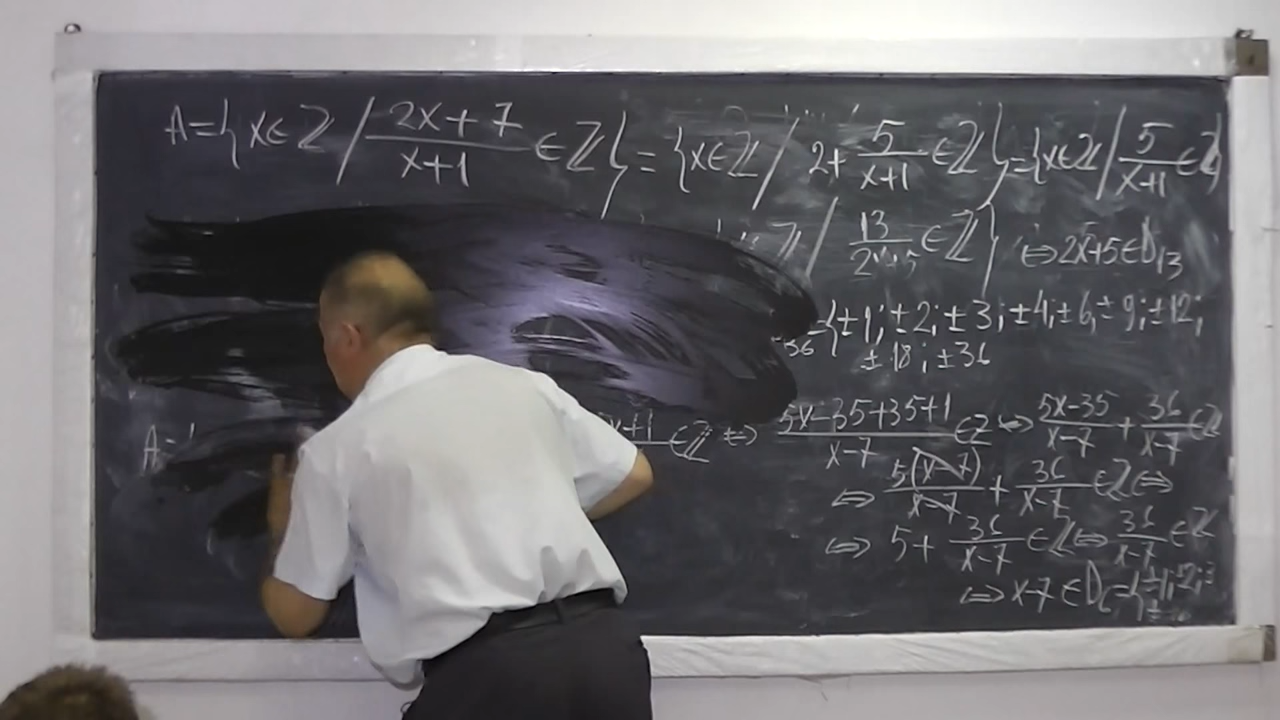 A={x∈ℤ / (2x+7)/(x+1) ∈ℤ} = {x∈ℤ / 2+ 5/(x+1) ∈ℤ}={x∈ℤ / 5/(x+1) ∈ℤ}
ℤ / 13/(2x+5) ∈ℤ} ⇔2x+5∈D13
36={±1;±2;±3;±4;±6;±9;±12;
±18;±36
A= x+1 ∈ℤ ⇔ (5x-35+35+1)/(x-7) ∈ℤ ⇔ (5x-35)/(x-7) + 36/(x-7) ∈ℤ
⇔ 5(x-7)/(x-7) + 36/(x-7) ∈ℤ ⇔
⇔ 5+ 36/(x-7) ∈ℤ ⇔ 36/(x-7) ∈ℤ
⇔ x-7 ∈D